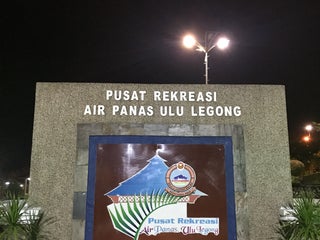 PUSAT REKREASI
AIR PANAS ULU LEGONG
Pusat Rekreasi
Air Panas Ulu Legong